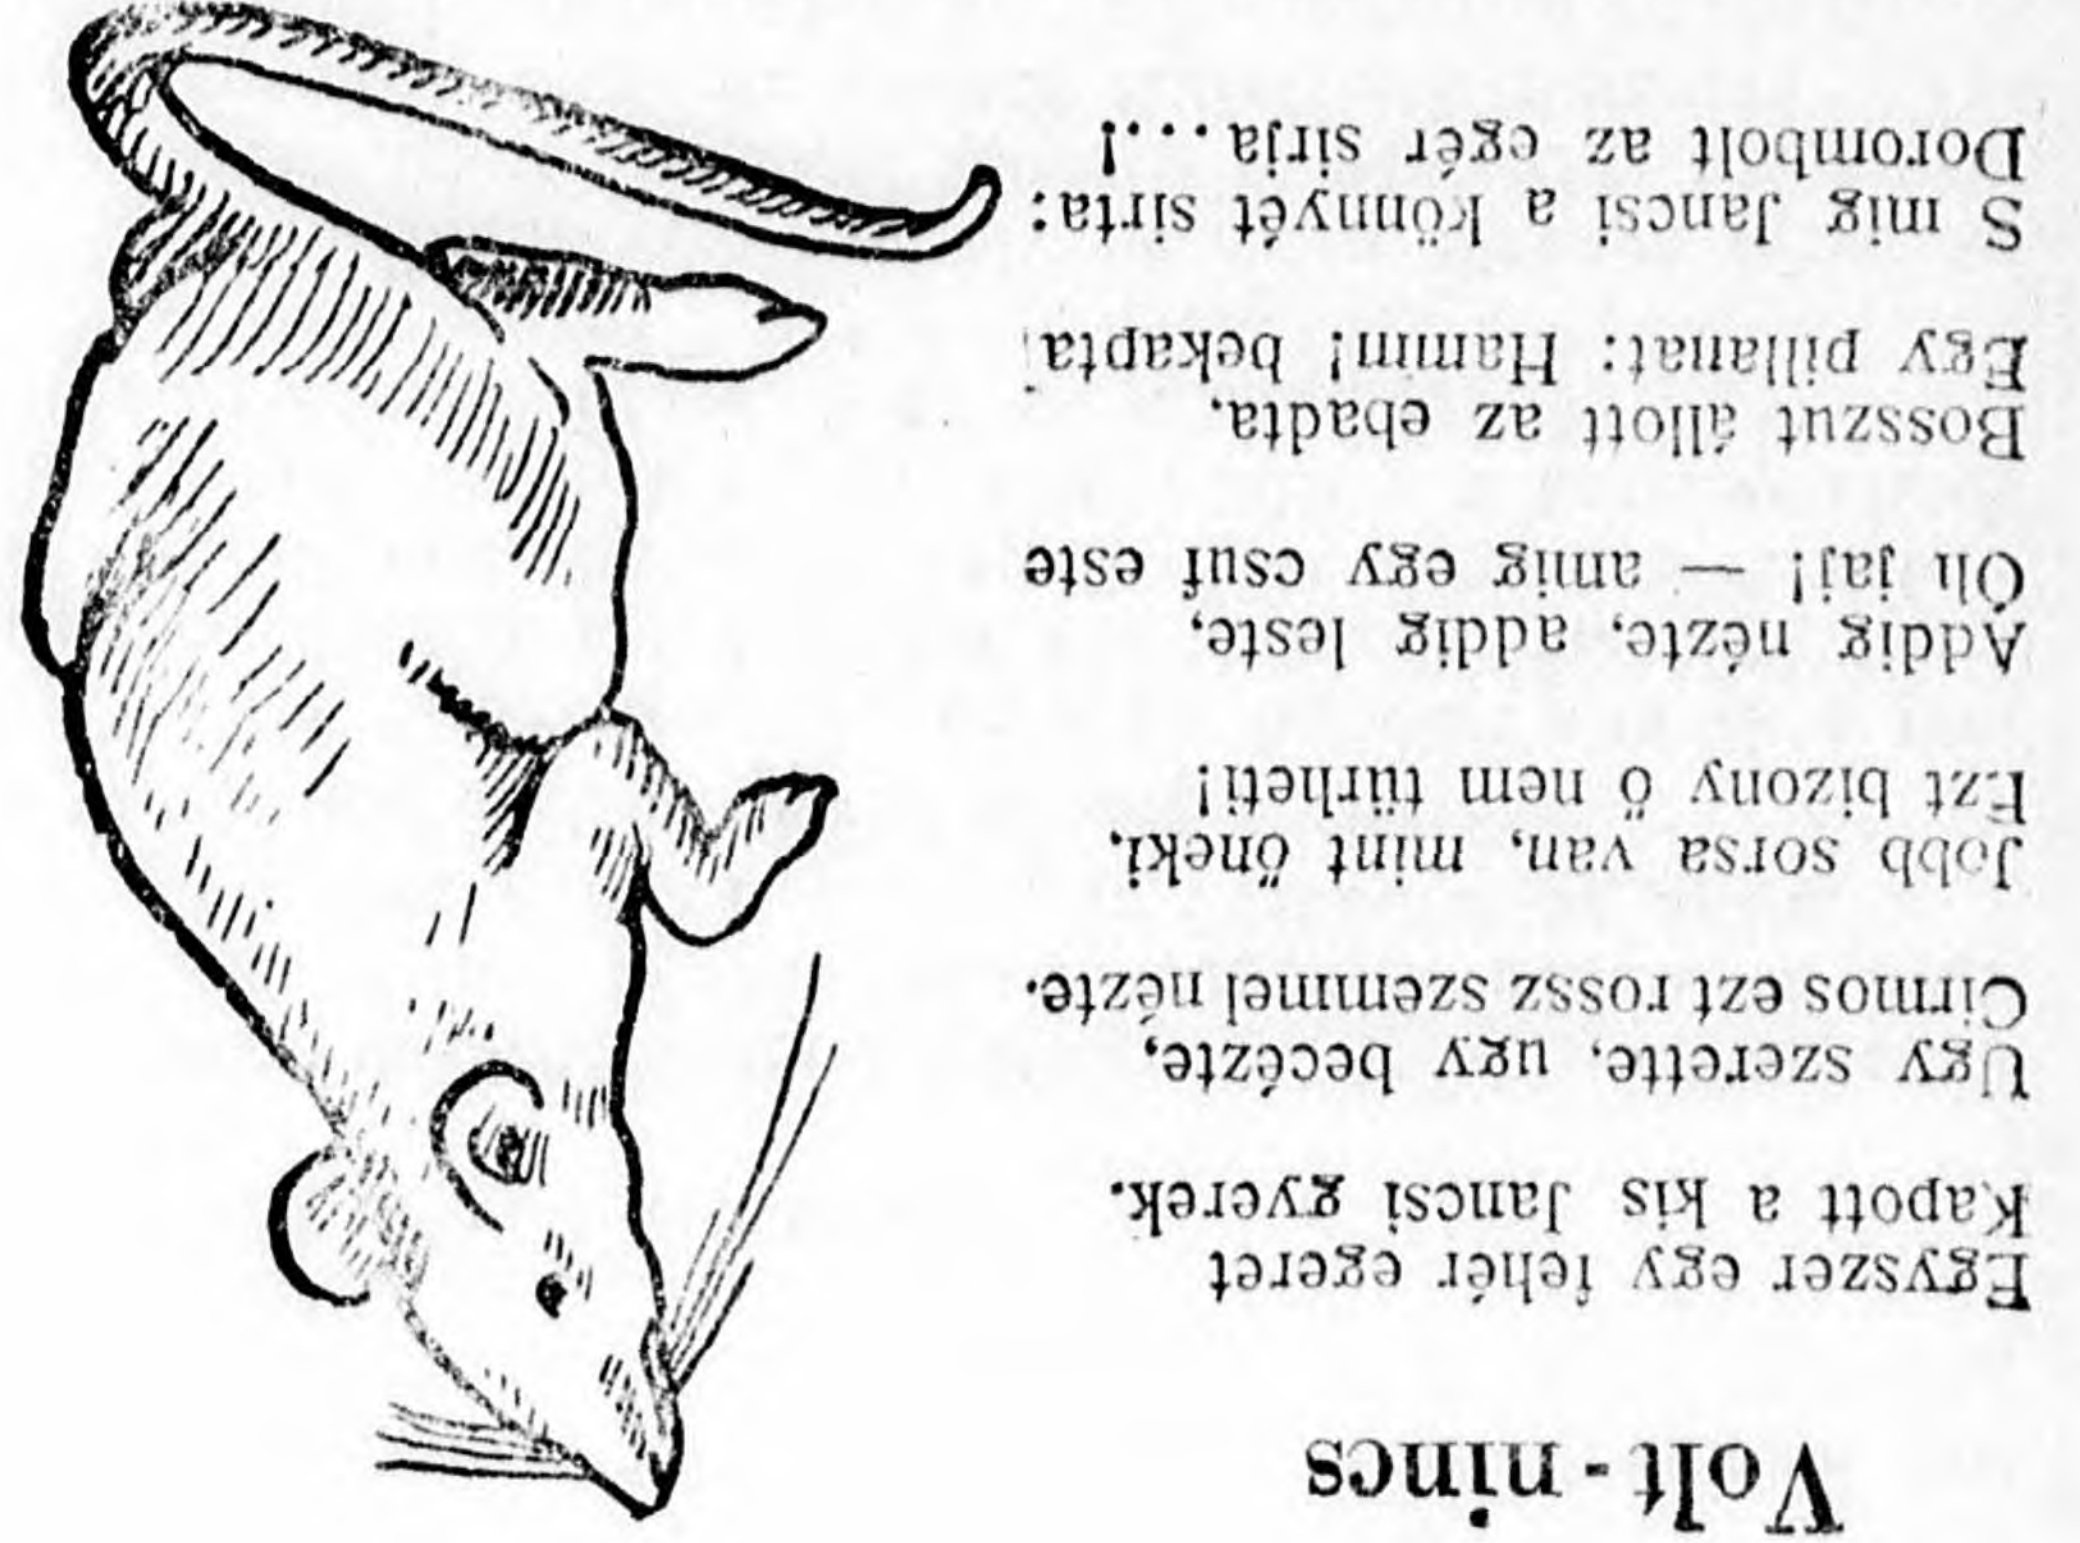 Volt - nincs
Egyszer egy fehér egeret
Kapott a kis Jancsi gyerek.
Ugy szerette, ugy becézte,
Cirmos ezt rossz szemmel nézte.
Jobb sorsa van, mint őneki,
Ezt bizony ő nem türheti!
Addig nézte, addig leste,
Óh jaj! — amig egy csuf este
Bosszut állott az ebadta,
Egy pillanat: Hamm! bekapta
S mig Jancsi a könnyét sirta:
Dorombolt az egér sirja...!